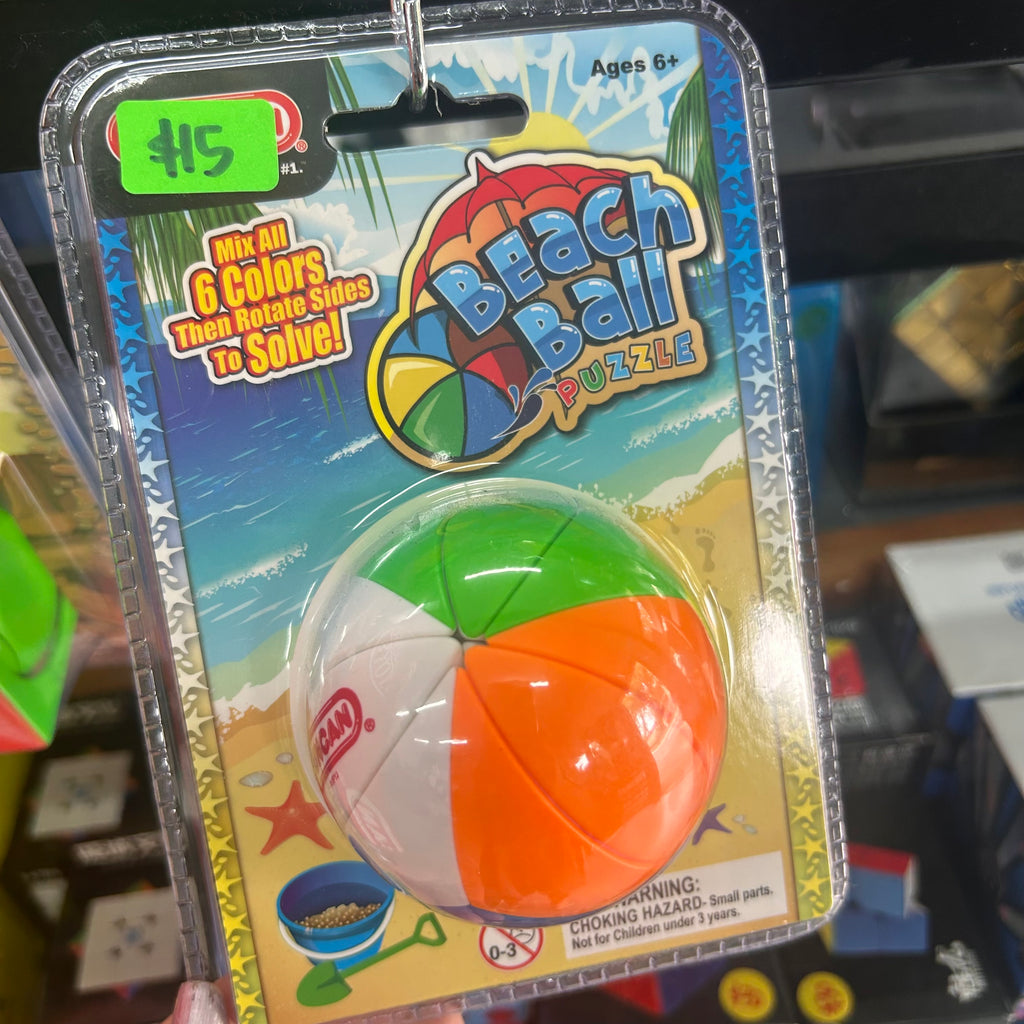 Ages 6+
$15
#1.
Mix All
6 Colors
Then Rotate Sides
To Solve!
Beach
Ball
PUZZLE
CAN
WARNING:
CHOKING HAZARD- Small parts.
Not for Children under 3 years.
0-3